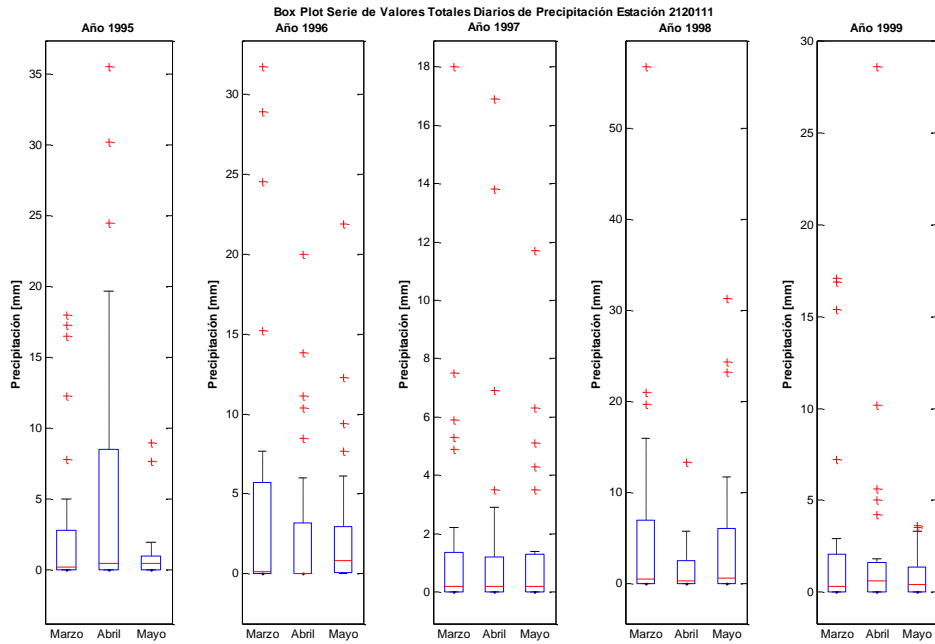 Box Plot Serie de Valores Totales Diarios de Precipitación Estación 2120111
Año 1995
Año 1996
Año 1997
Año 1998
Año 1999
Precipitación [mm]
35
30
25
20
15
10
5
0
Marzo Abril Mayo
Precipitación [mm]
30
25
20
15
10
5
0
Marzo Abril Mayo
Precipitación [mm]
18
16
14
12
10
8
6
4
2
0
Marzo Abril Mayo
Precipitación [mm]
50
40
30
20
10
0
Marzo Abril Mayo
Precipitación [mm]
30
25
20
15
10
5
0
Marzo Abril Mayo